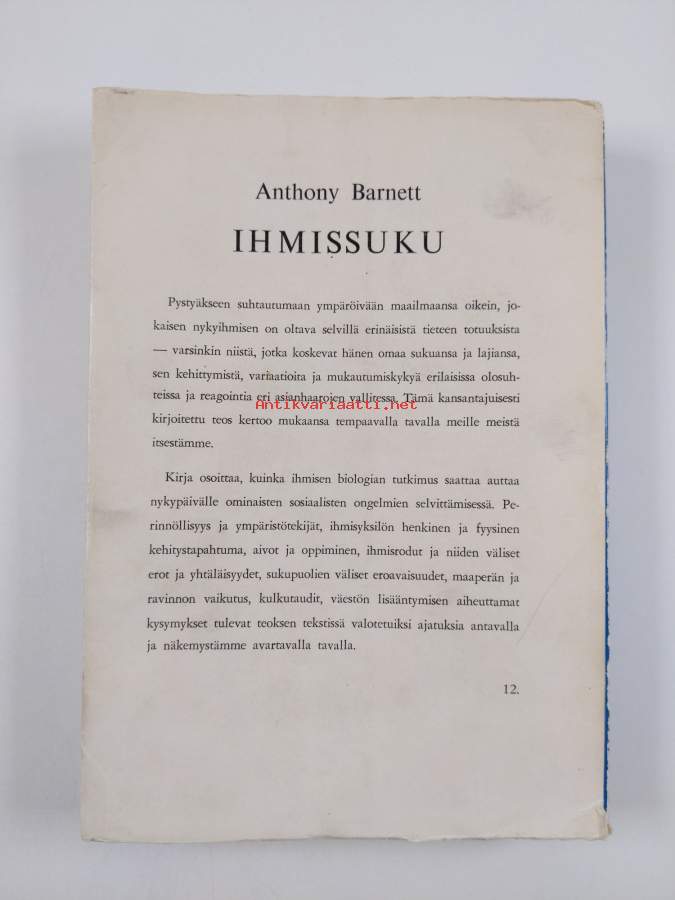 Anthony Barnett
IHMISSUKU
Pystyäkseen suhtautumaan ympäröivään maailmaansa oikein, jo-
kaisen nykyihmisen on oltava selvillä erinäisistä tieteen totuuksista
— varsinkin niistä, jotka koskevat hänen omaa sukuansa ja lajiansa,
sen kehittymistä, variaatioita ja mukautumiskykyä erilaisissa olosuh-
teissa ja reagointia eri asianhaarojen vallitessa. Tämä kansantajuisesti
Antikvariaatti.net
kirjoitettu teos kertoo mukaansa tempaavalla tavalla meille meistä
itsestämme.
Kirja osoittaa, kuinka ihmisen biologian tutkimus saattaa auttaa
nykypäivälle ominaisten sosiaalisten ongelmien selvittämisessä. Pe-
rinnöllisyys ja ympäristötekijät, ihmisyksilön henkinen ja fyysinen
kehitystapahtuma, aivot ja oppiminen, ihmisrodut ja niiden väliset
erot ja yhtäläisyydet, sukupuolien väliset eroavaisuudet, maaperän ja
ravinnon vaikutus, kulkutaudit, väestön lisääntymisen aiheuttamat
kysymykset tulevat teoksen tekstissä valotetuiksi ajatuksia antavalla
ja näkemystämme avartavalla tavalla.
12.